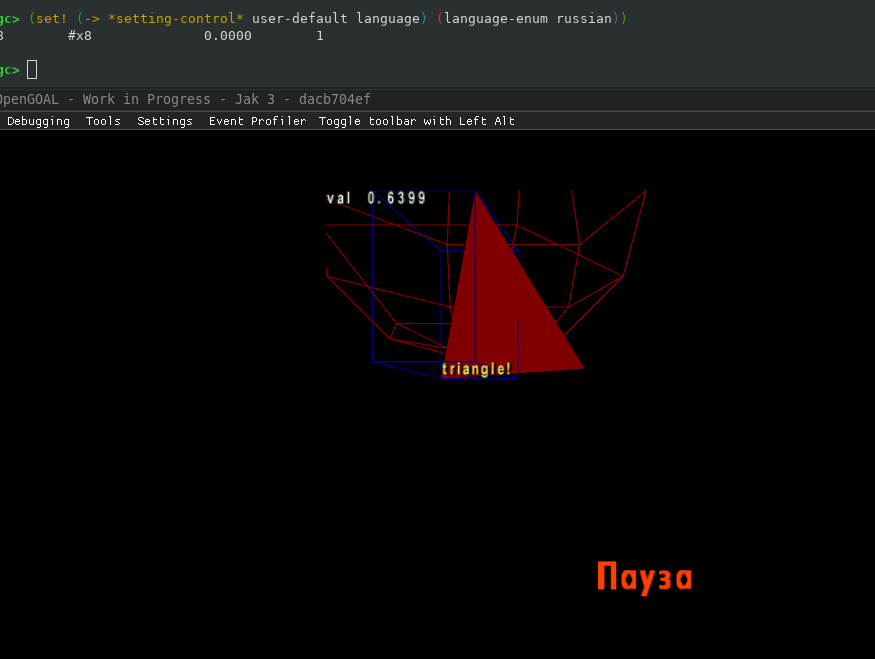 gc> (set! (-> *setting-control* user-default language) (language-enum russian))
8 #x8 0.0000 1
gc>
OpenGOAL - Work in Progress - Jak 3 - dacb704ef
Debugging Tools Settings Event Profiler Toggle toolbar with Left Alt
val 0.6399
triangle!
Пауза